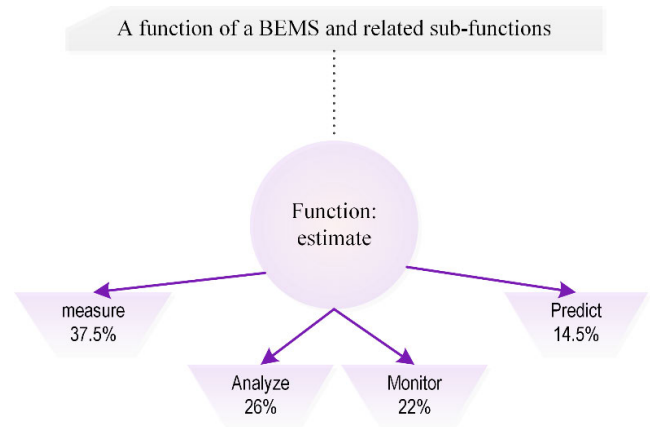 A function of a BEMS and related sub-functions
Function:
estimate
measure
37.5%
Predict
14.5%
Analyze
26%
Monitor
22%